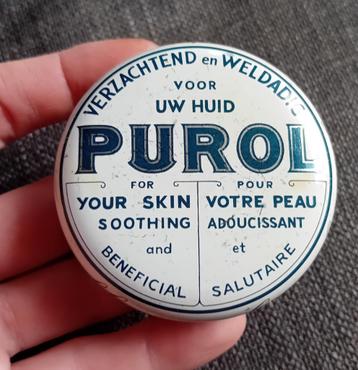 VERZACHTEND en WELDADIG
VOOR
UW HUID
PUROL
FOR
YOUR SKIN
SOOTHING
and
BENEFICIAL
POUR
VOTRE PEAU
ADOUCISSANT
et
SALUTAIRE